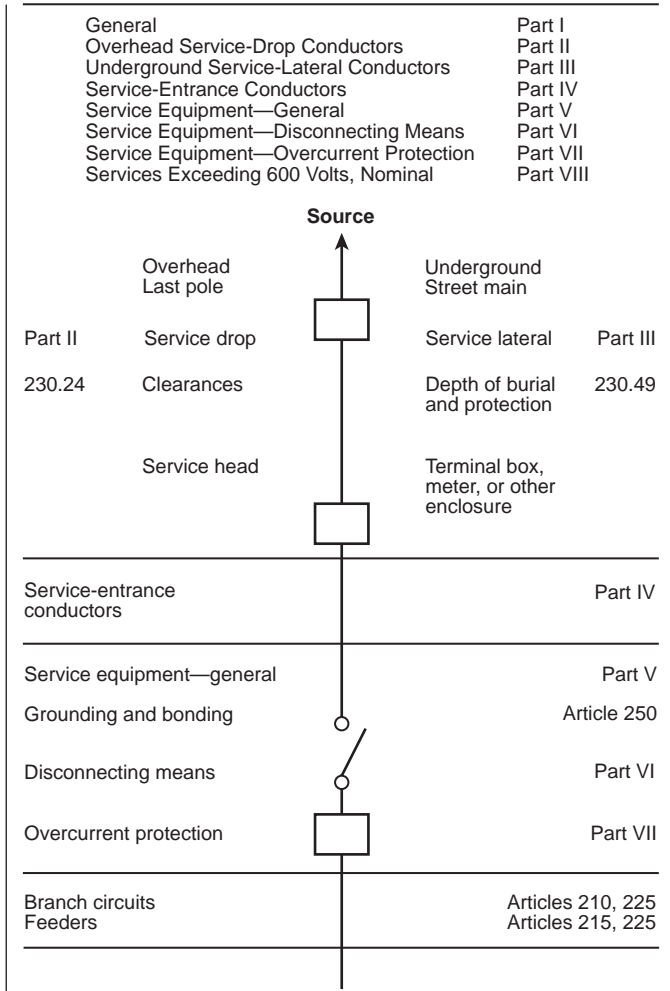 General Part I
Overhead Service-Drop Conductors Part II
Underground Service-Lateral Conductors Part III
Service-Entrance Conductors Part IV
Service Equipment—General Part V
Service Equipment—Disconnecting Means Part VI
Service Equipment—Overcurrent Protection Part VII
Services Exceeding 600 Volts, Nominal Part VIII
Source
Overhead Underground
Last pole Street main
Part II Service drop Service lateral Part III
230.24 Clearances Depth of burial 230.49
and protection
Service head Terminal box,
meter, or other
enclosure
Service-entrance Part IV
conductors
Service equipment—general Part V
Grounding and bonding Article 250
Disconnecting means Part VI
Overcurrent protection Part VII
Branch circuits Articles 210, 225
Feeders Articles 215, 225